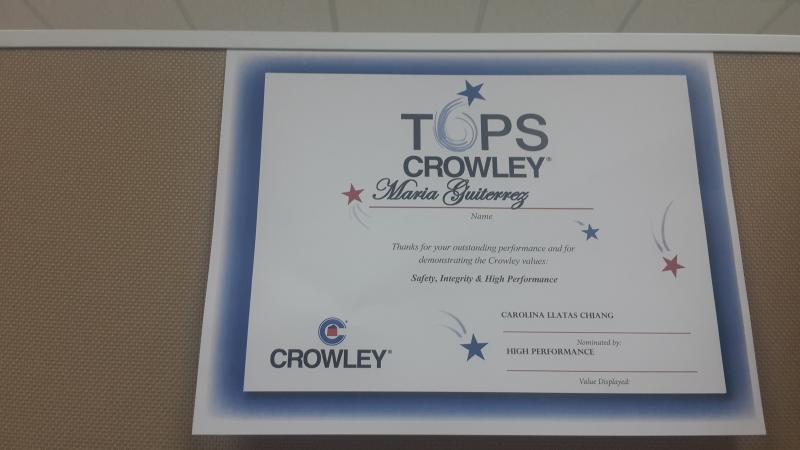 TOPS
CROWLEY®
Maria Guiterrez
Name
Thanks for your outstanding performance and for
demonstrating the Crowley values:
Safety, Integrity & High Performance
CAROLINA LLATAS CHIANG
Nominated by:
HIGH PERFORMANCE
Value Displayed:
C
CROWLEY®